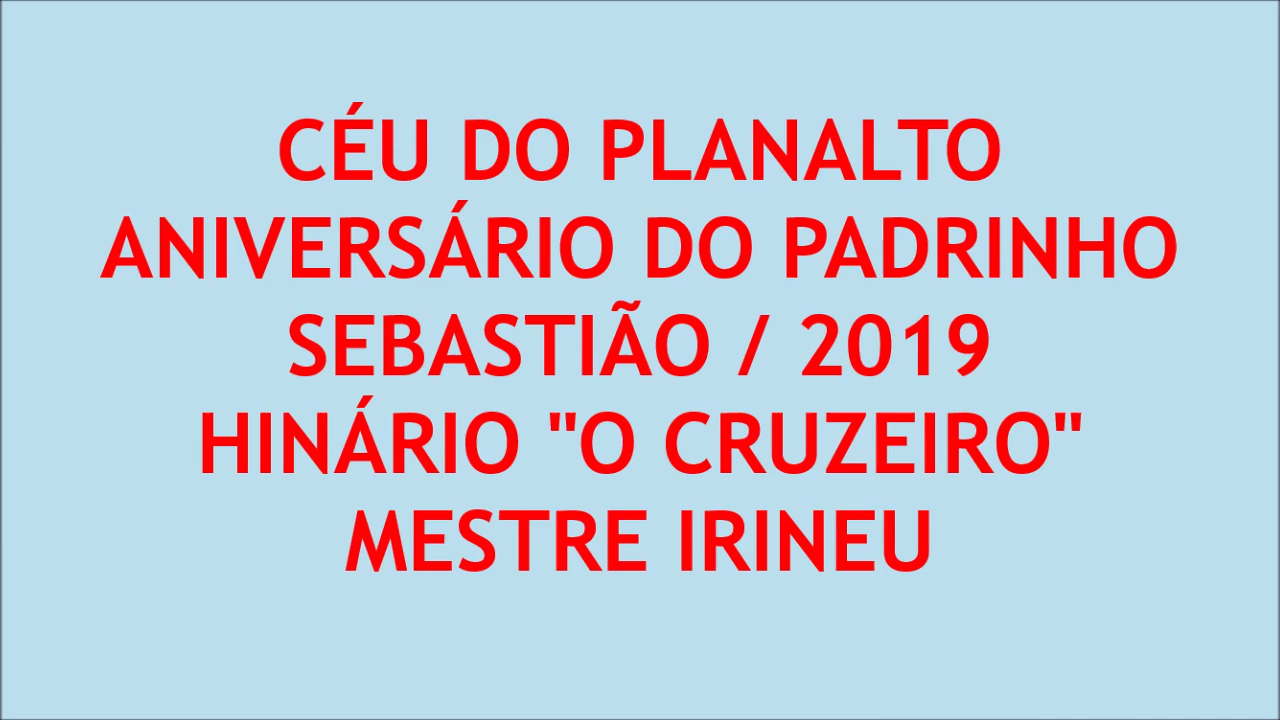 CÉU DO PLANALTO
ANIVERSÁRIO DO PADRINHO
SEBASTIÃO / 2019
HINÁRIO "O CRUZEIRO"
MESTRE IRINEU